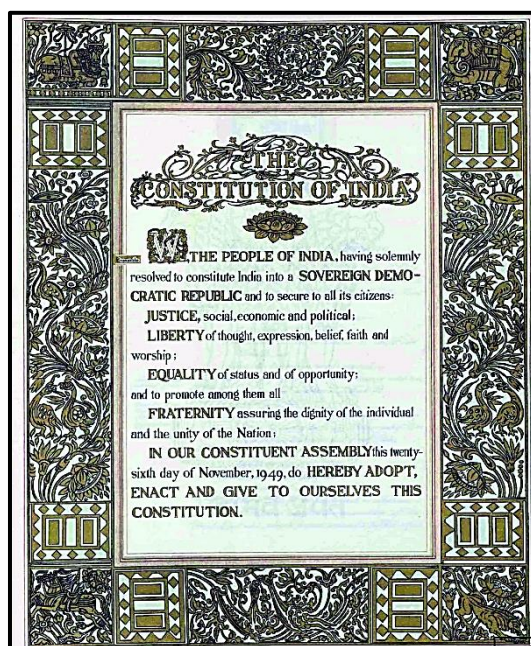 THE
CONSTITUTION OF INDIA
WE, THE PEOPLE OF INDIA, having solemnly
resolved to constitute India into a SOVEREIGN DEMO-
CRATIC REPUBLIC and to secure to all its citizens:
JUSTICE, social, economic and political;
LIBERTY of thought, expression, belief, faith and
worship;
EQUALITY of status and of opportunity;
and to promote among them all
FRATERNITY assuring the dignity of the individual
and the unity of the Nation;
IN OUR CONSTITUENT ASSEMBLY this twenty-
sixth day of November, 1949, do HEREBY ADOPT,
ENACT AND GIVE TO OURSELVES THIS
CONSTITUTION.